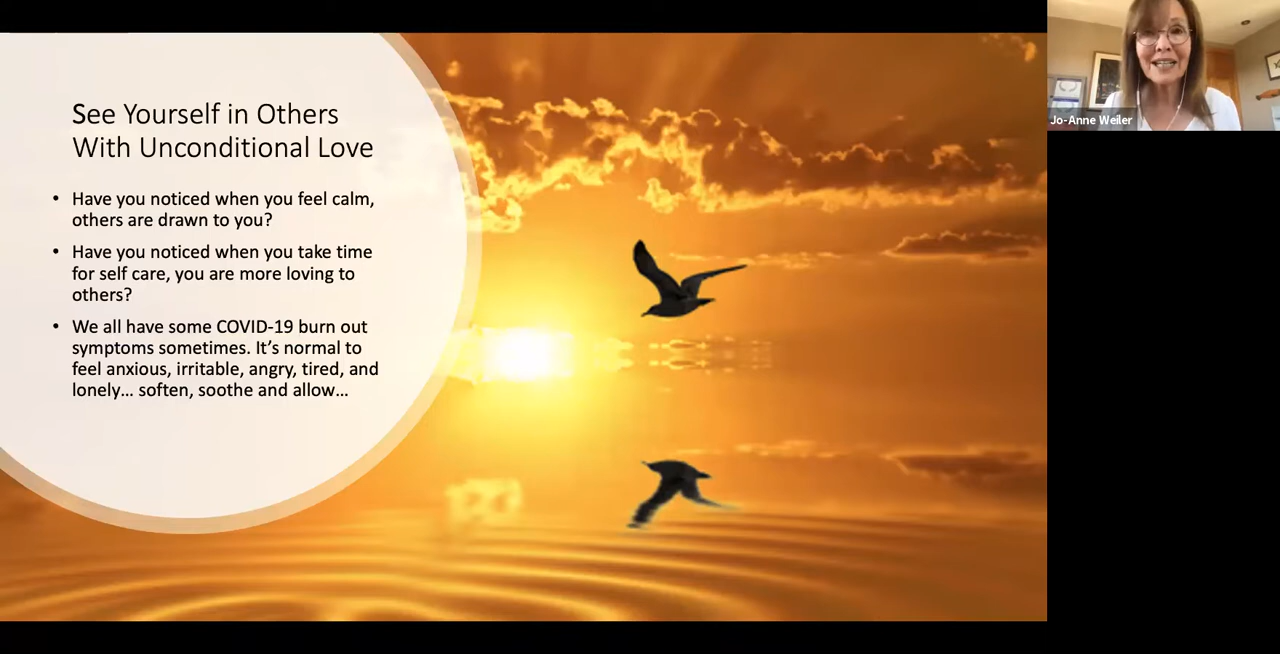 See Yourself in Others
With Unconditional Love
• Have you noticed when you feel calm,
others are drawn to you?
• Have you noticed when you take time
for self care, you are more loving to
others?
• We all have some COVID-19 burn out
symptoms sometimes. It’s normal to
feel anxious, irritable, angry, tired, and
lonely… soften, soothe and allow…
Jo-Anne Weiler